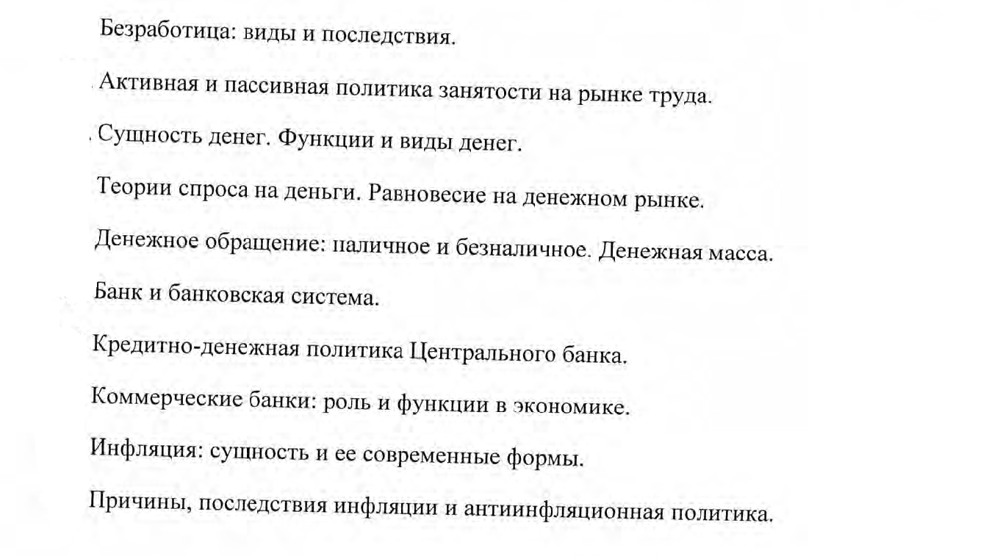 Безработица: виды и последствия.
Активная и пассивная политика занятости на рынке труда.
Сущность денег. Функции и виды денег.
Теории спроса на деньги. Равновесие на денежном рынке.
Денежное обращение: наличное и безналичное. Денежная масса.
Банк и банковская система.
Кредитно-денежная политика Центрального банка.
Коммерческие банки: роль и функции в экономике.
Инфляция: сущность и ее современные формы.
Причины, последствия инфляции и антиинфляционная политика.